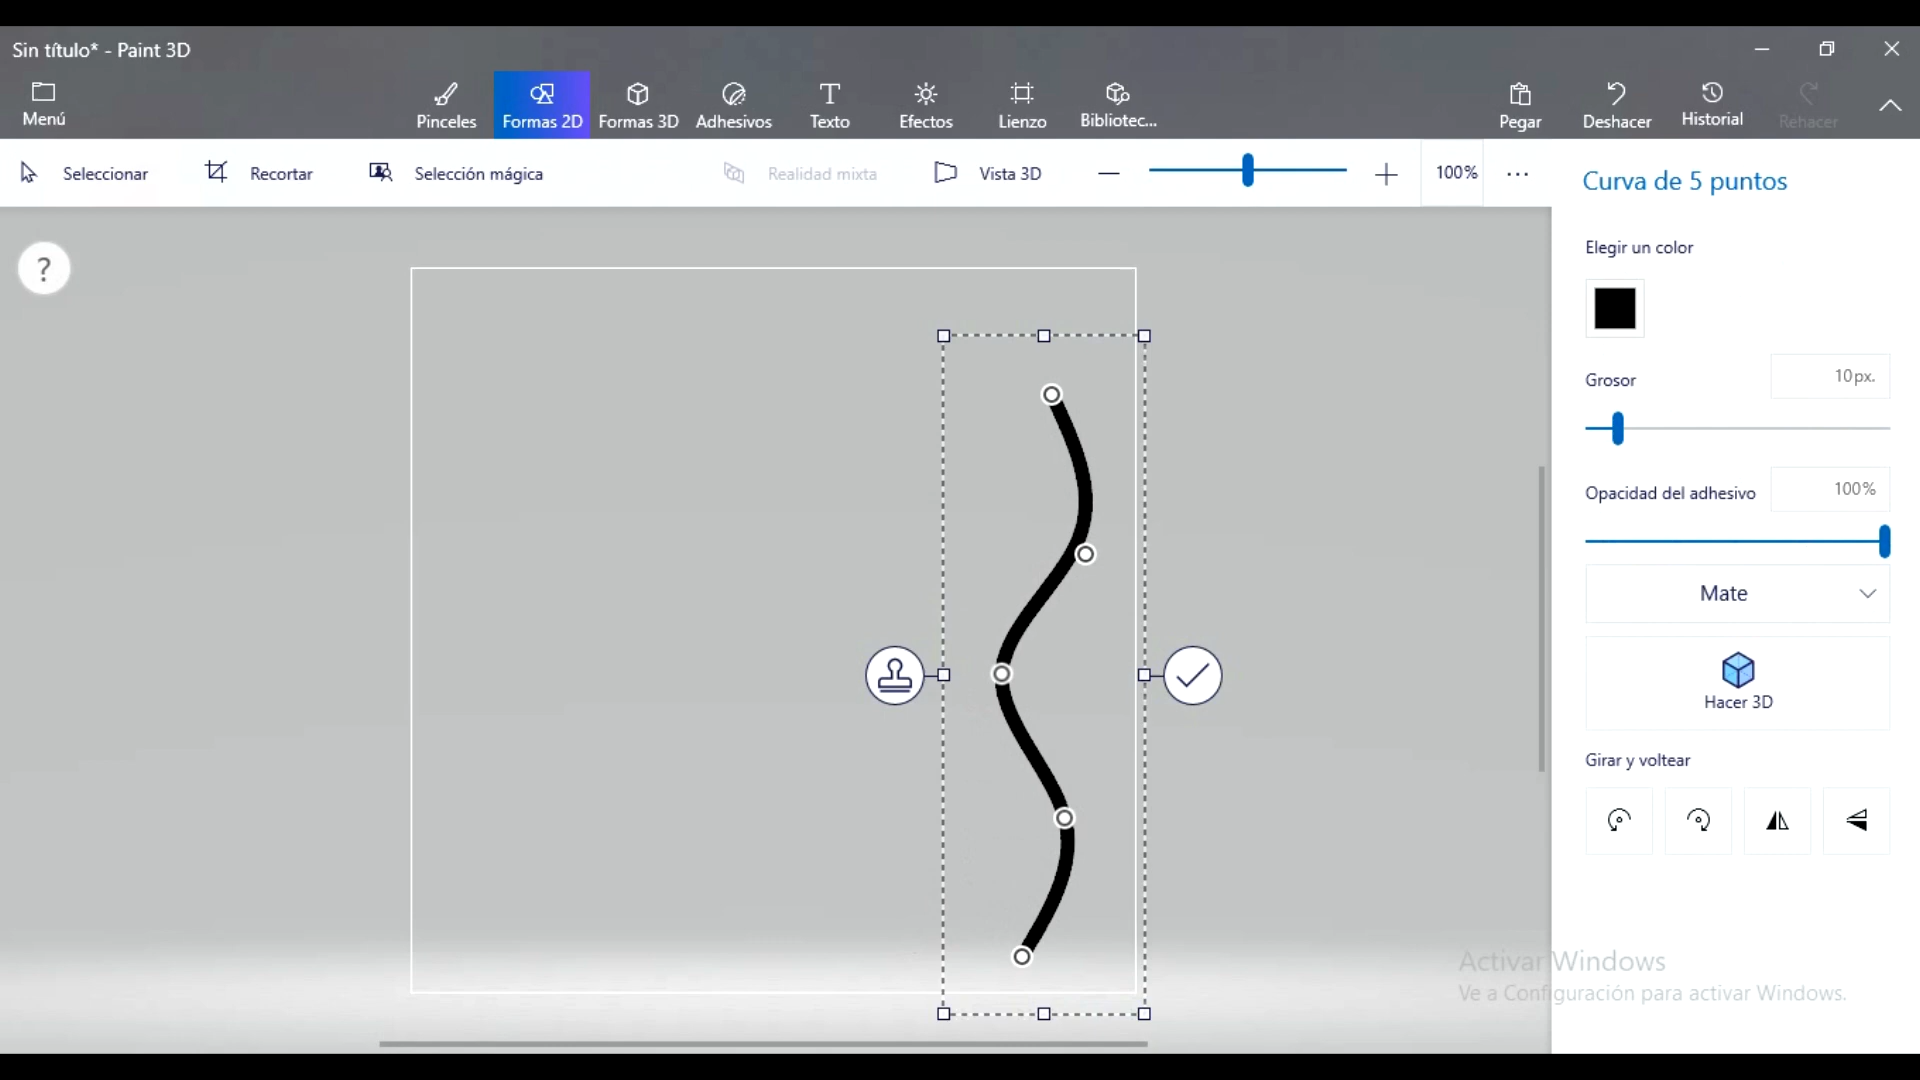 Sin título* - Paint 3D
Menú
Pinceles
Formas 2D
Formas 3D
Adhesivos
Texto
Efectos
Lienzo
Bibliotec...
Pegar
Deshacer
Historial
Rehacer
Seleccionar
Recortar
Selección mágica
Realidad mixta
Vista 3D
100%
Curva de 5 puntos
?
Elegir un color
Grosor
10px.
Opacidad del adhesivo
100%
Mate
Hacer 3D
Girar y voltear
Activar Windows
Ve a Configuración para activar Windows.